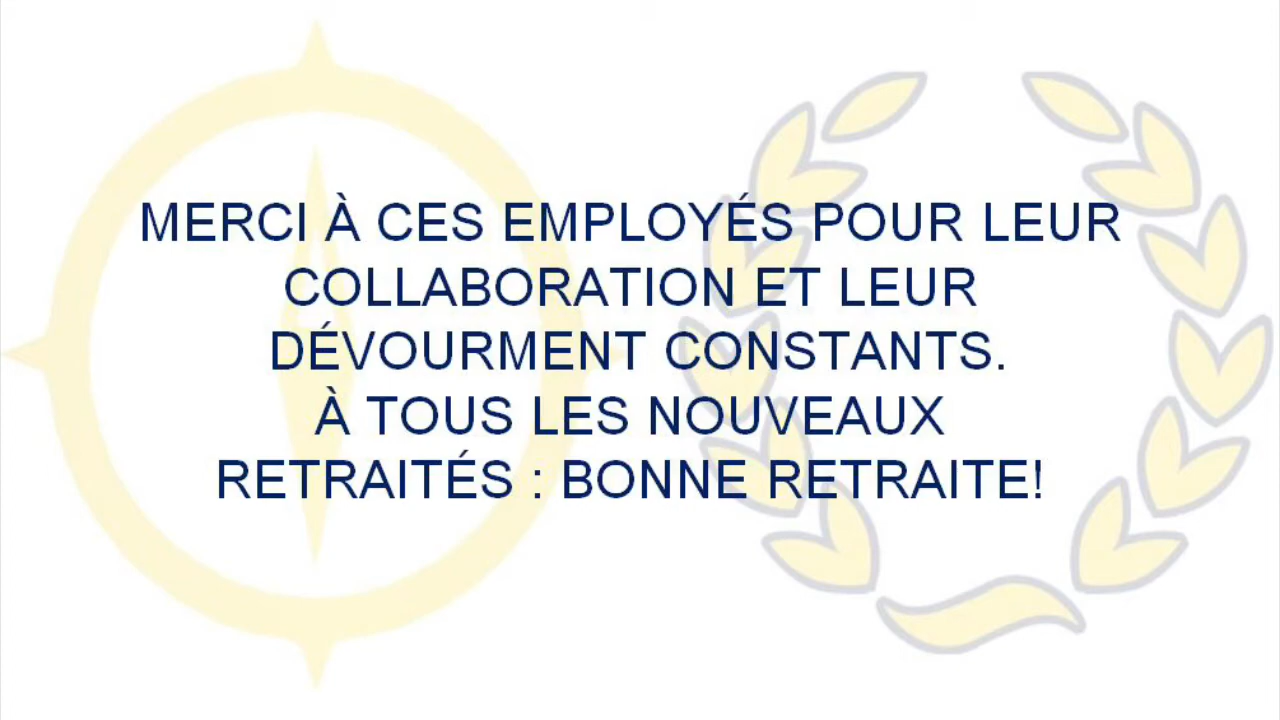 MERCI À CES EMPLOYÉS POUR LEUR
COLLABORATION ET LEUR
DÉVOURMENT CONSTANTS.
À TOUS LES NOUVEAUX
RETRAITÉS : BONNE RETRAITE!